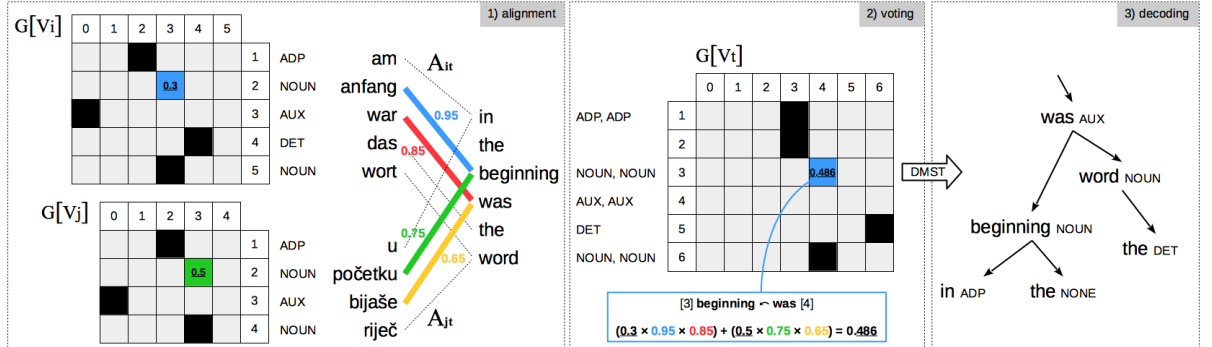 1) alignment
G[Vi]
0 1 2 3 4 5
1 ADP
0.3 2 NOUN
3 AUX
4 DET
5 NOUN
G[Vj]
0 1 2 3 4
1 ADP
0.5 2 NOUN
3 AUX
4 NOUN
am
anfang
war
das
wort
u
početku
bijaše
riječ
Ait
0.95
0.85
0.75
0.65
Ajt
in
the
beginning
was
the
word
2) voting
G[Vt]
0 1 2 3 4 5 6
ADP, ADP 1
2
NOUN, NOUN 3 0.486
AUX, AUX 4
DET 5
NOUN, NOUN 6
[3] beginning ↶ was [4]
(0.3 × 0.95 × 0.85) + (0.5 × 0.75 × 0.65) = 0.486
DMST
3) decoding
was AUX
word NOUN
beginning NOUN
the DET
in ADP the NONE